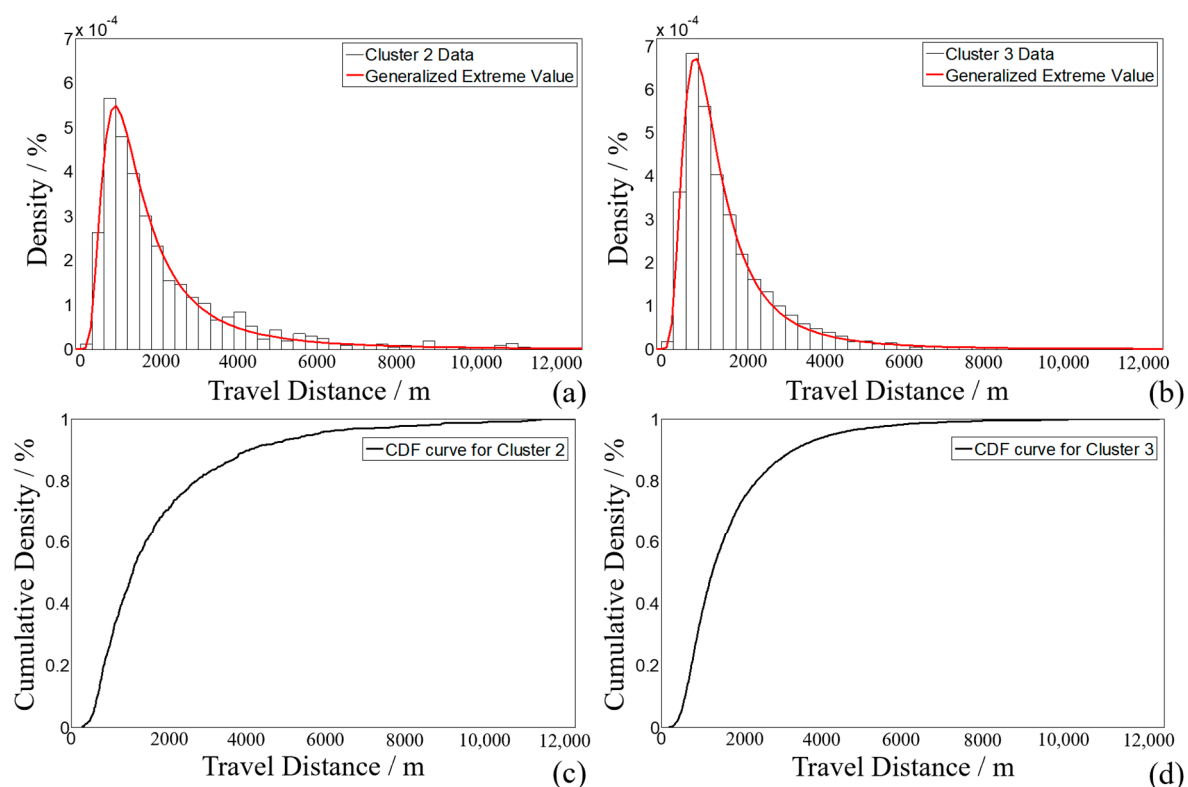 x 10⁻⁴
7
6
5
4
3
2
1
0
Density / %
Cluster 2 Data
Generalized Extreme Value
0 2000 4000 6000 8000 10,000 12,000
Travel Distance / m
(a)
x 10⁻⁴
7
6
5
4
3
2
1
0
Density / %
Cluster 3 Data
Generalized Extreme Value
0 2000 4000 6000 8000 10,000 12,000
Travel Distance / m
(b)
1
0.8
0.6
0.4
0.2
0
Cumulative Density / %
CDF curve for Cluster 2
0 2000 4000 6000 8000 10,000 12,000
Travel Distance / m
(c)
1
0.8
0.6
0.4
0.2
0
Cumulative Density / %
CDF curve for Cluster 3
0 2000 4000 6000 8000 10,000 12,000
Travel Distance / m
(d)